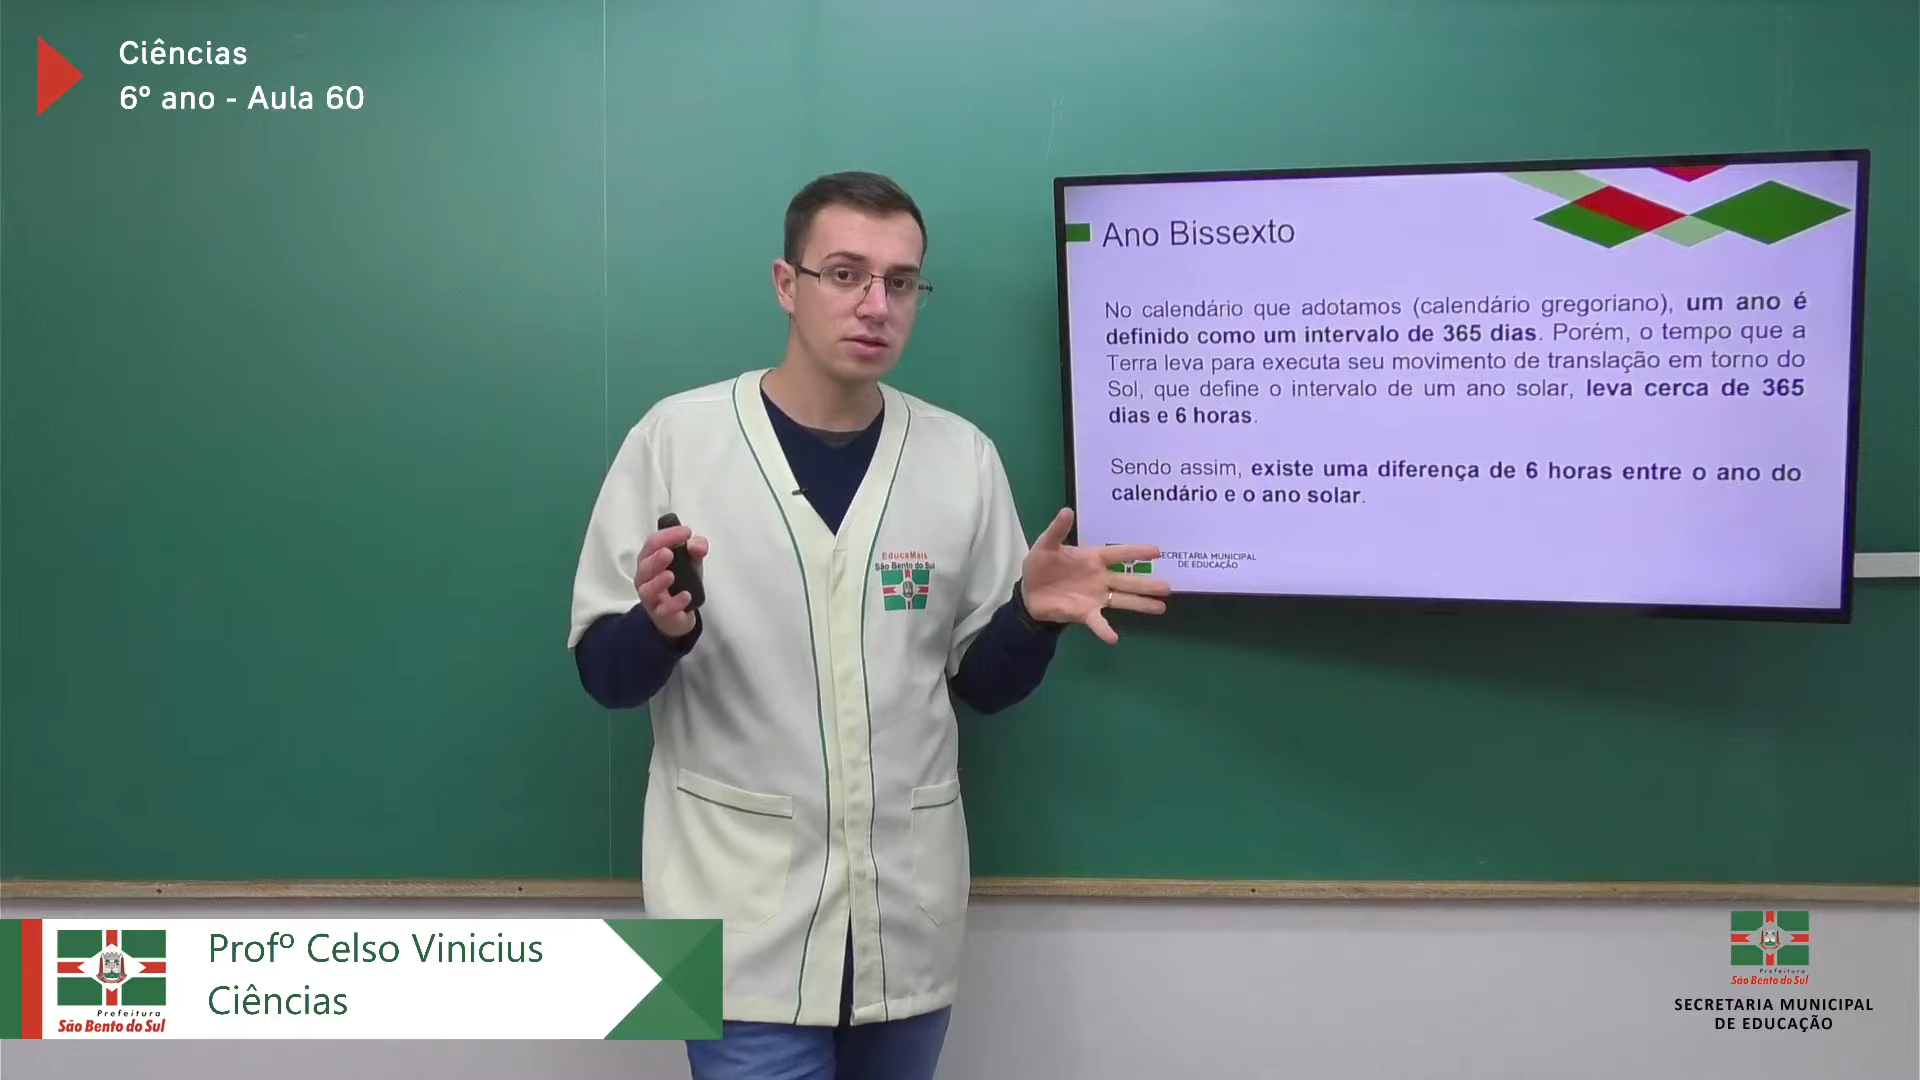 Ciências
6º ano - Aula 60
Ano Bissexto
No calendário que adotamos (calendário gregoriano), um ano é
definido como um intervalo de 365 dias. Porém, o tempo que a
Terra leva para executa seu movimento de translação em torno do
Sol, que define o intervalo de um ano solar, leva cerca de 365
dias e 6 horas.
Sendo assim, existe uma diferença de 6 horas entre o ano do
calendário e o ano solar.
SECRETARIA MUNICIPAL
DE EDUCAÇÃO
EducaMais
São Bento do Sul
Profº Celso Vinicius
Ciências
Prefeitura
São Bento do Sul
Prefeitura
São Bento do Sul
SECRETARIA MUNICIPAL
DE EDUCAÇÃO